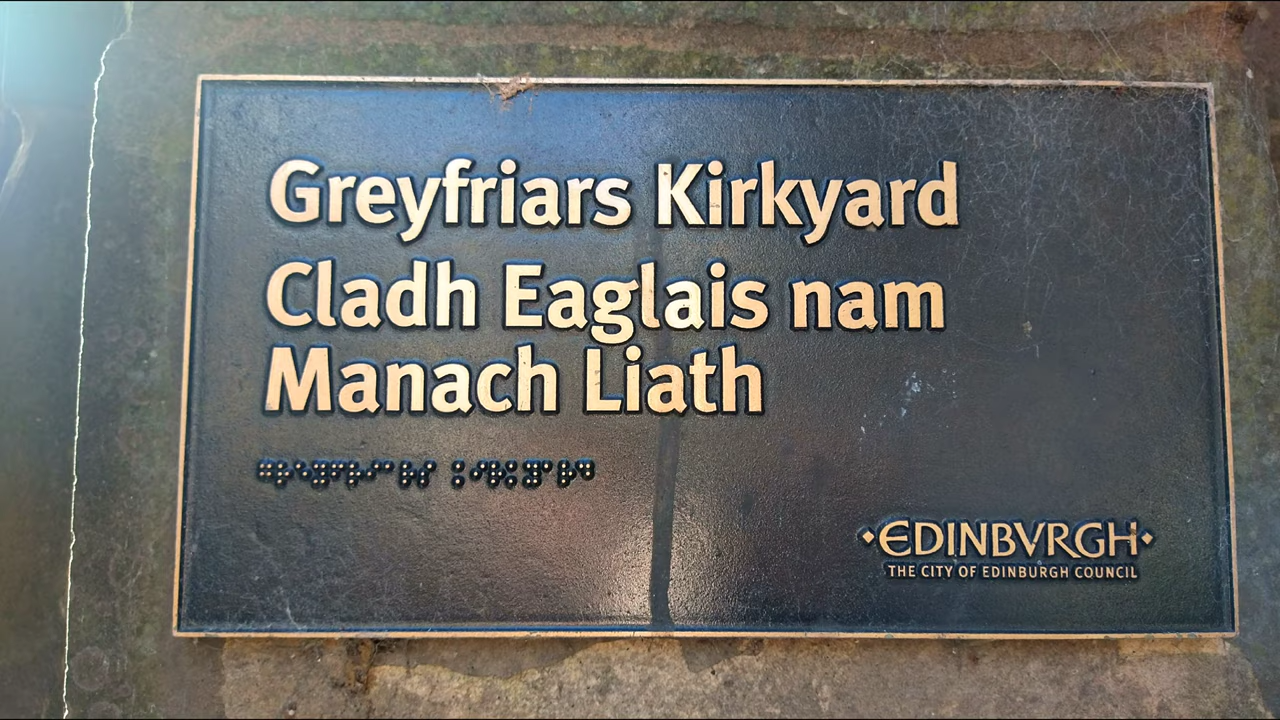 Greyfriars Kirkyard
Cladh Eaglais nam
Manach Liath
EDINBVRGH
THE CITY OF EDINBURGH COUNCIL